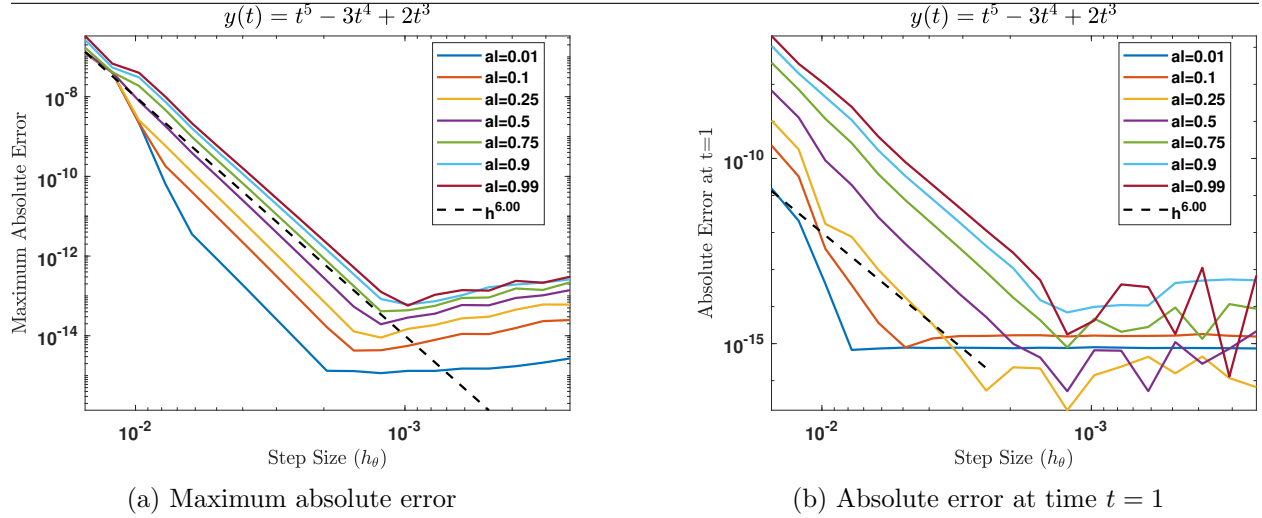 y(t) = t^5 − 3t^4 + 2t^3
Maximum Absolute Error
10^-8
10^-10
10^-12
10^-14
10^-2
10^-3
Step Size (h_θ)
al=0.01
al=0.1
al=0.25
al=0.5
al=0.75
al=0.9
al=0.99
h^6.00
(a) Maximum absolute error
y(t) = t^5 − 3t^4 + 2t^3
Absolute Error at t=1
10^-10
10^-15
10^-2
10^-3
Step Size (h_θ)
al=0.01
al=0.1
al=0.25
al=0.5
al=0.75
al=0.9
al=0.99
h^6.00
(b) Absolute error at time t = 1